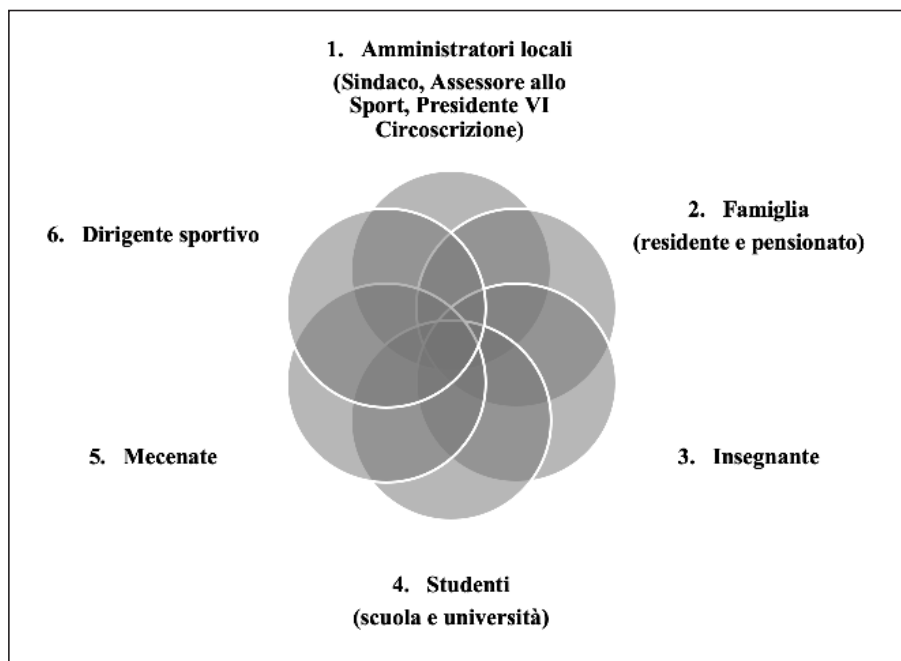 1. Amministratori locali
(Sindaco, Assessore allo
Sport, Presidente VI
Circoscrizione)
2. Famiglia
(residente e pensionato)
3. Insegnante
4. Studenti
(scuola e università)
5. Mecenate
6. Dirigente sportivo